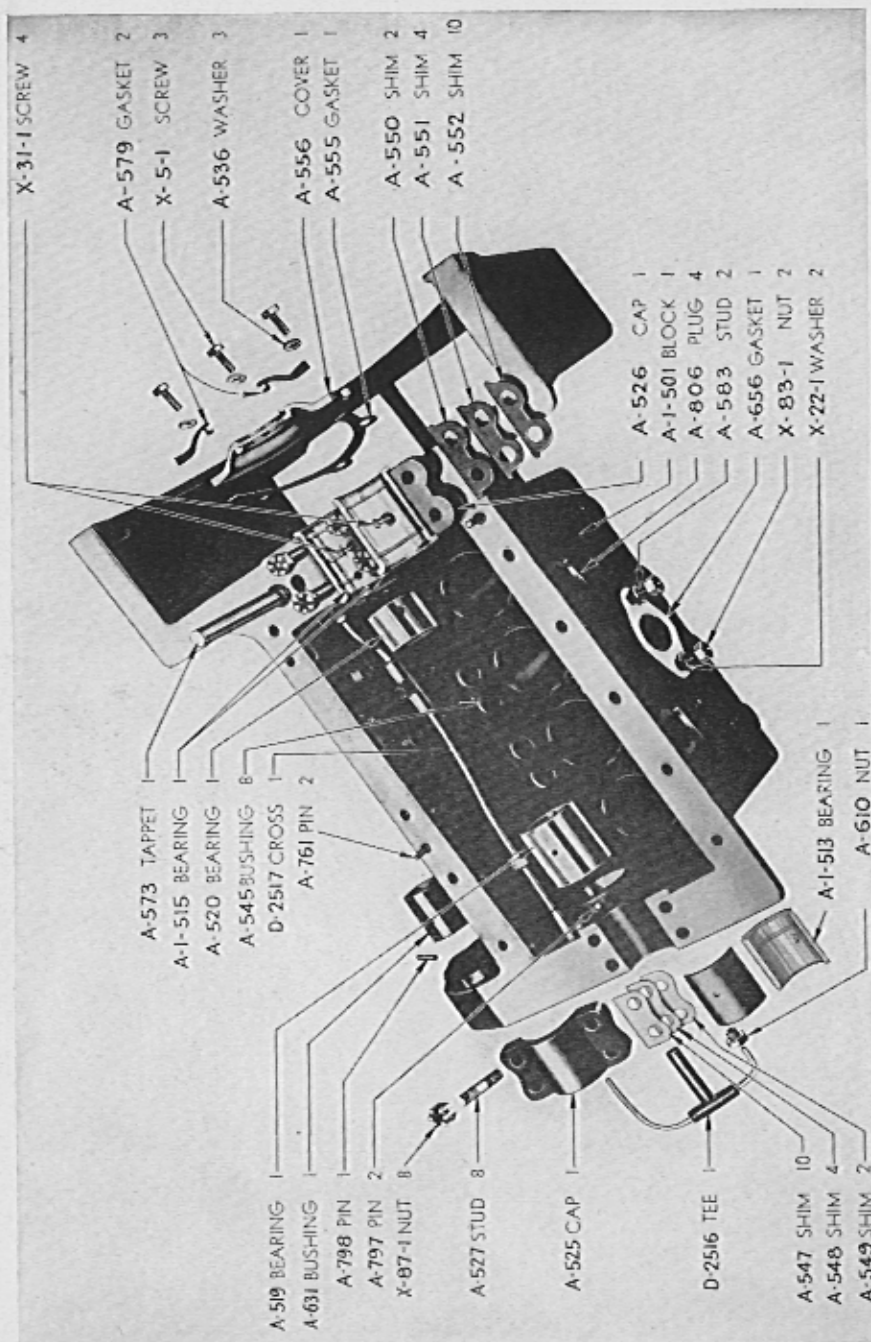 X-31-1 SCREW 4
A-579 GASKET 2
X-5-1 SCREW 3
A-536 WASHER 3
A-556 COVER 1
A-555 GASKET 1
A-550 SHIM 2
A-551 SHIM 4
A-552 SHIM 10
A-573 TAPPET 1
A-1-515 BEARING 1
A-520 BEARING 1
A-545 BUSHING 8
D-2517 CROSS 1
A-761 PIN 2
A-526 CAP 1
A-1-501 BLOCK 1
A-806 PLUG 4
A-583 STUD 2
A-656 GASKET 1
X-83-1 NUT 2
X-22-1 WASHER 2
A-519 BEARING 1
A-631 BUSHING 1
A-798 PIN 1
A-797 PIN 2
X-87-1 NUT 8
A-527 STUD 8
A-525 CAP 1
D-2516 TEE 1
A-547 SHIM 10
A-548 SHIM 4
A-549 SHIM 2
A-1-513 BEARING 1
A-610 NUT 1